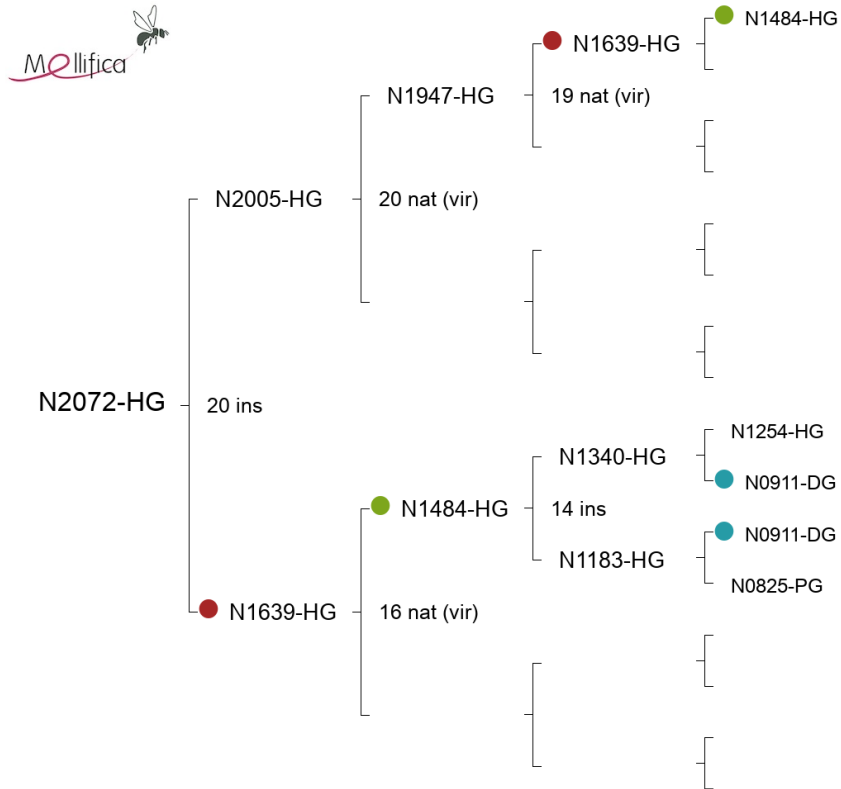 Mellifica
N1484-HG
N1639-HG
N1947-HG
19 nat (vir)
N2005-HG
20 nat (vir)
N2072-HG
20 ins
N1254-HG
N1340-HG
N0911-DG
N1484-HG
14 ins
N0911-DG
N1183-HG
N0825-PG
N1639-HG
16 nat (vir)